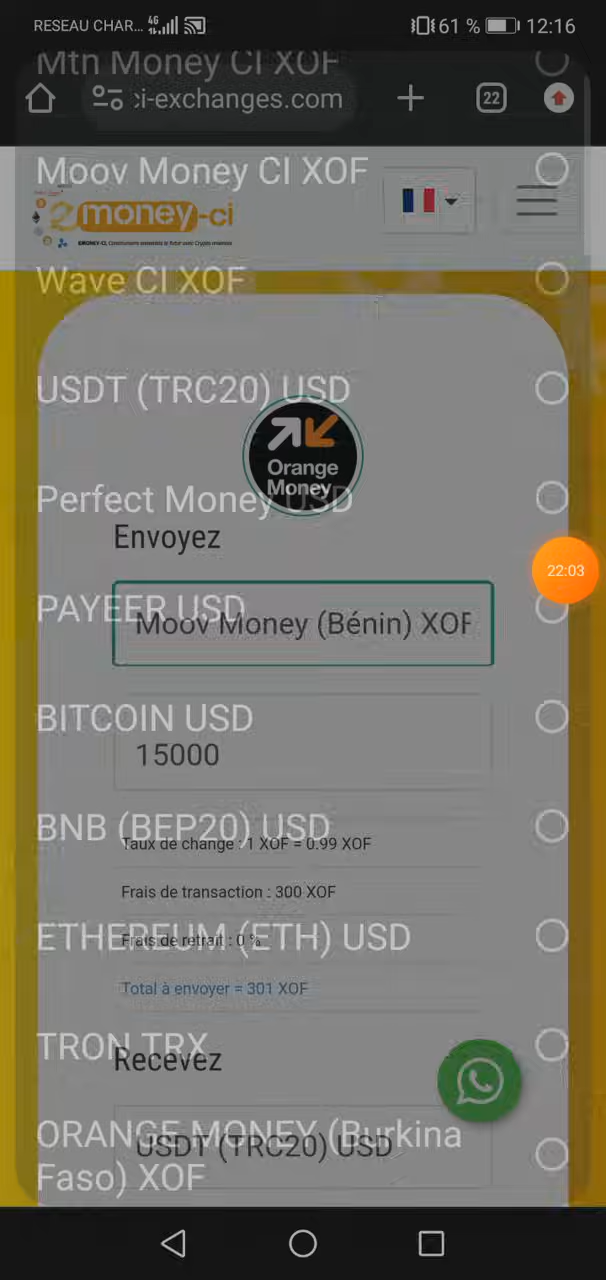 RESEAU CHAR... 4G 61 % 12:16
Mtn Money CI XOF
ci-exchanges.com
22
Moov Money CI XOF
money-ci
Wave CI XOF
USDT (TRC20) USD
Orange
Money
Perfect Money USD
Envoyez
22:03
PAYEER USD
Moov Money (Bénin) XOF
BITCOIN USD
15000
BNB (BEP20) USD
Taux de change : 1 XOF = 0.99 XOF
Frais de transaction : 300 XOF
ETHEREUM (ETH) USD
Frais de retrait : 0 %
Total à envoyer = 301 XOF
TRON TRX
Recevez
ORANGE MONEY (Burkina
Faso) XOF
USDT (TRC20) USD